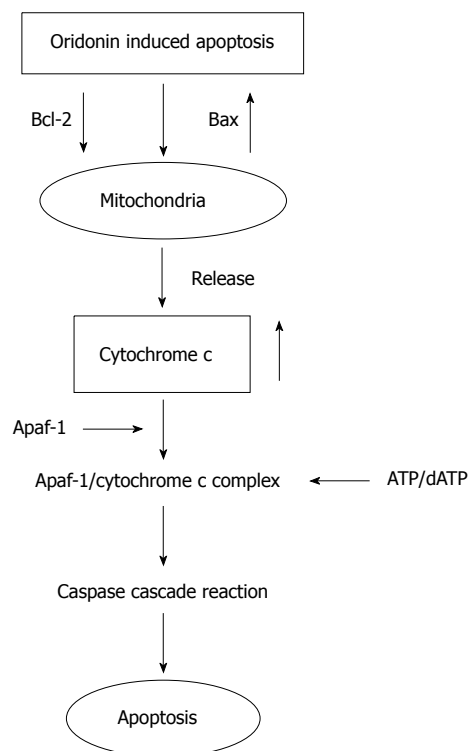 Oridonin induced apoptosis
Bcl-2
Bax
Mitochondria
Release
Cytochrome c
Apaf-1
Apaf-1/cytochrome c complex
ATP/dATP
Caspase cascade reaction
Apoptosis